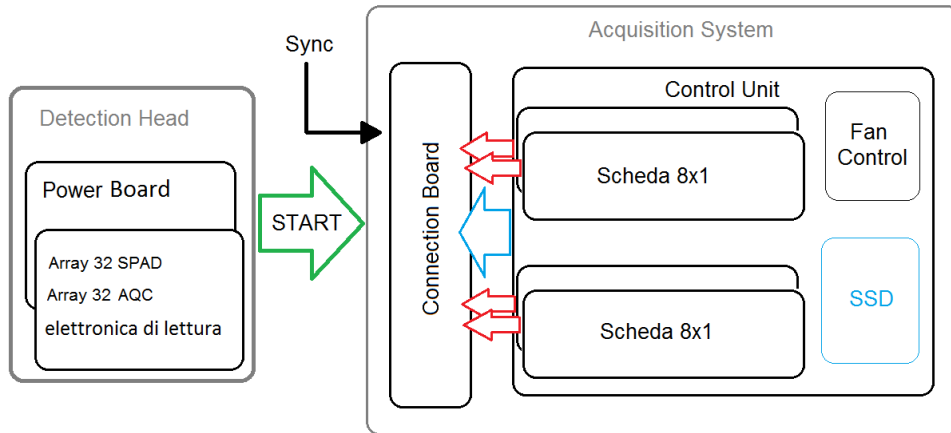 Acquisition System
Sync
Detection Head
Power Board
Array 32 SPAD
Array 32 AQC
elettronica di lettura
START
Connection Board
Control Unit
Scheda 8x1
Fan
Control
Scheda 8x1
SSD